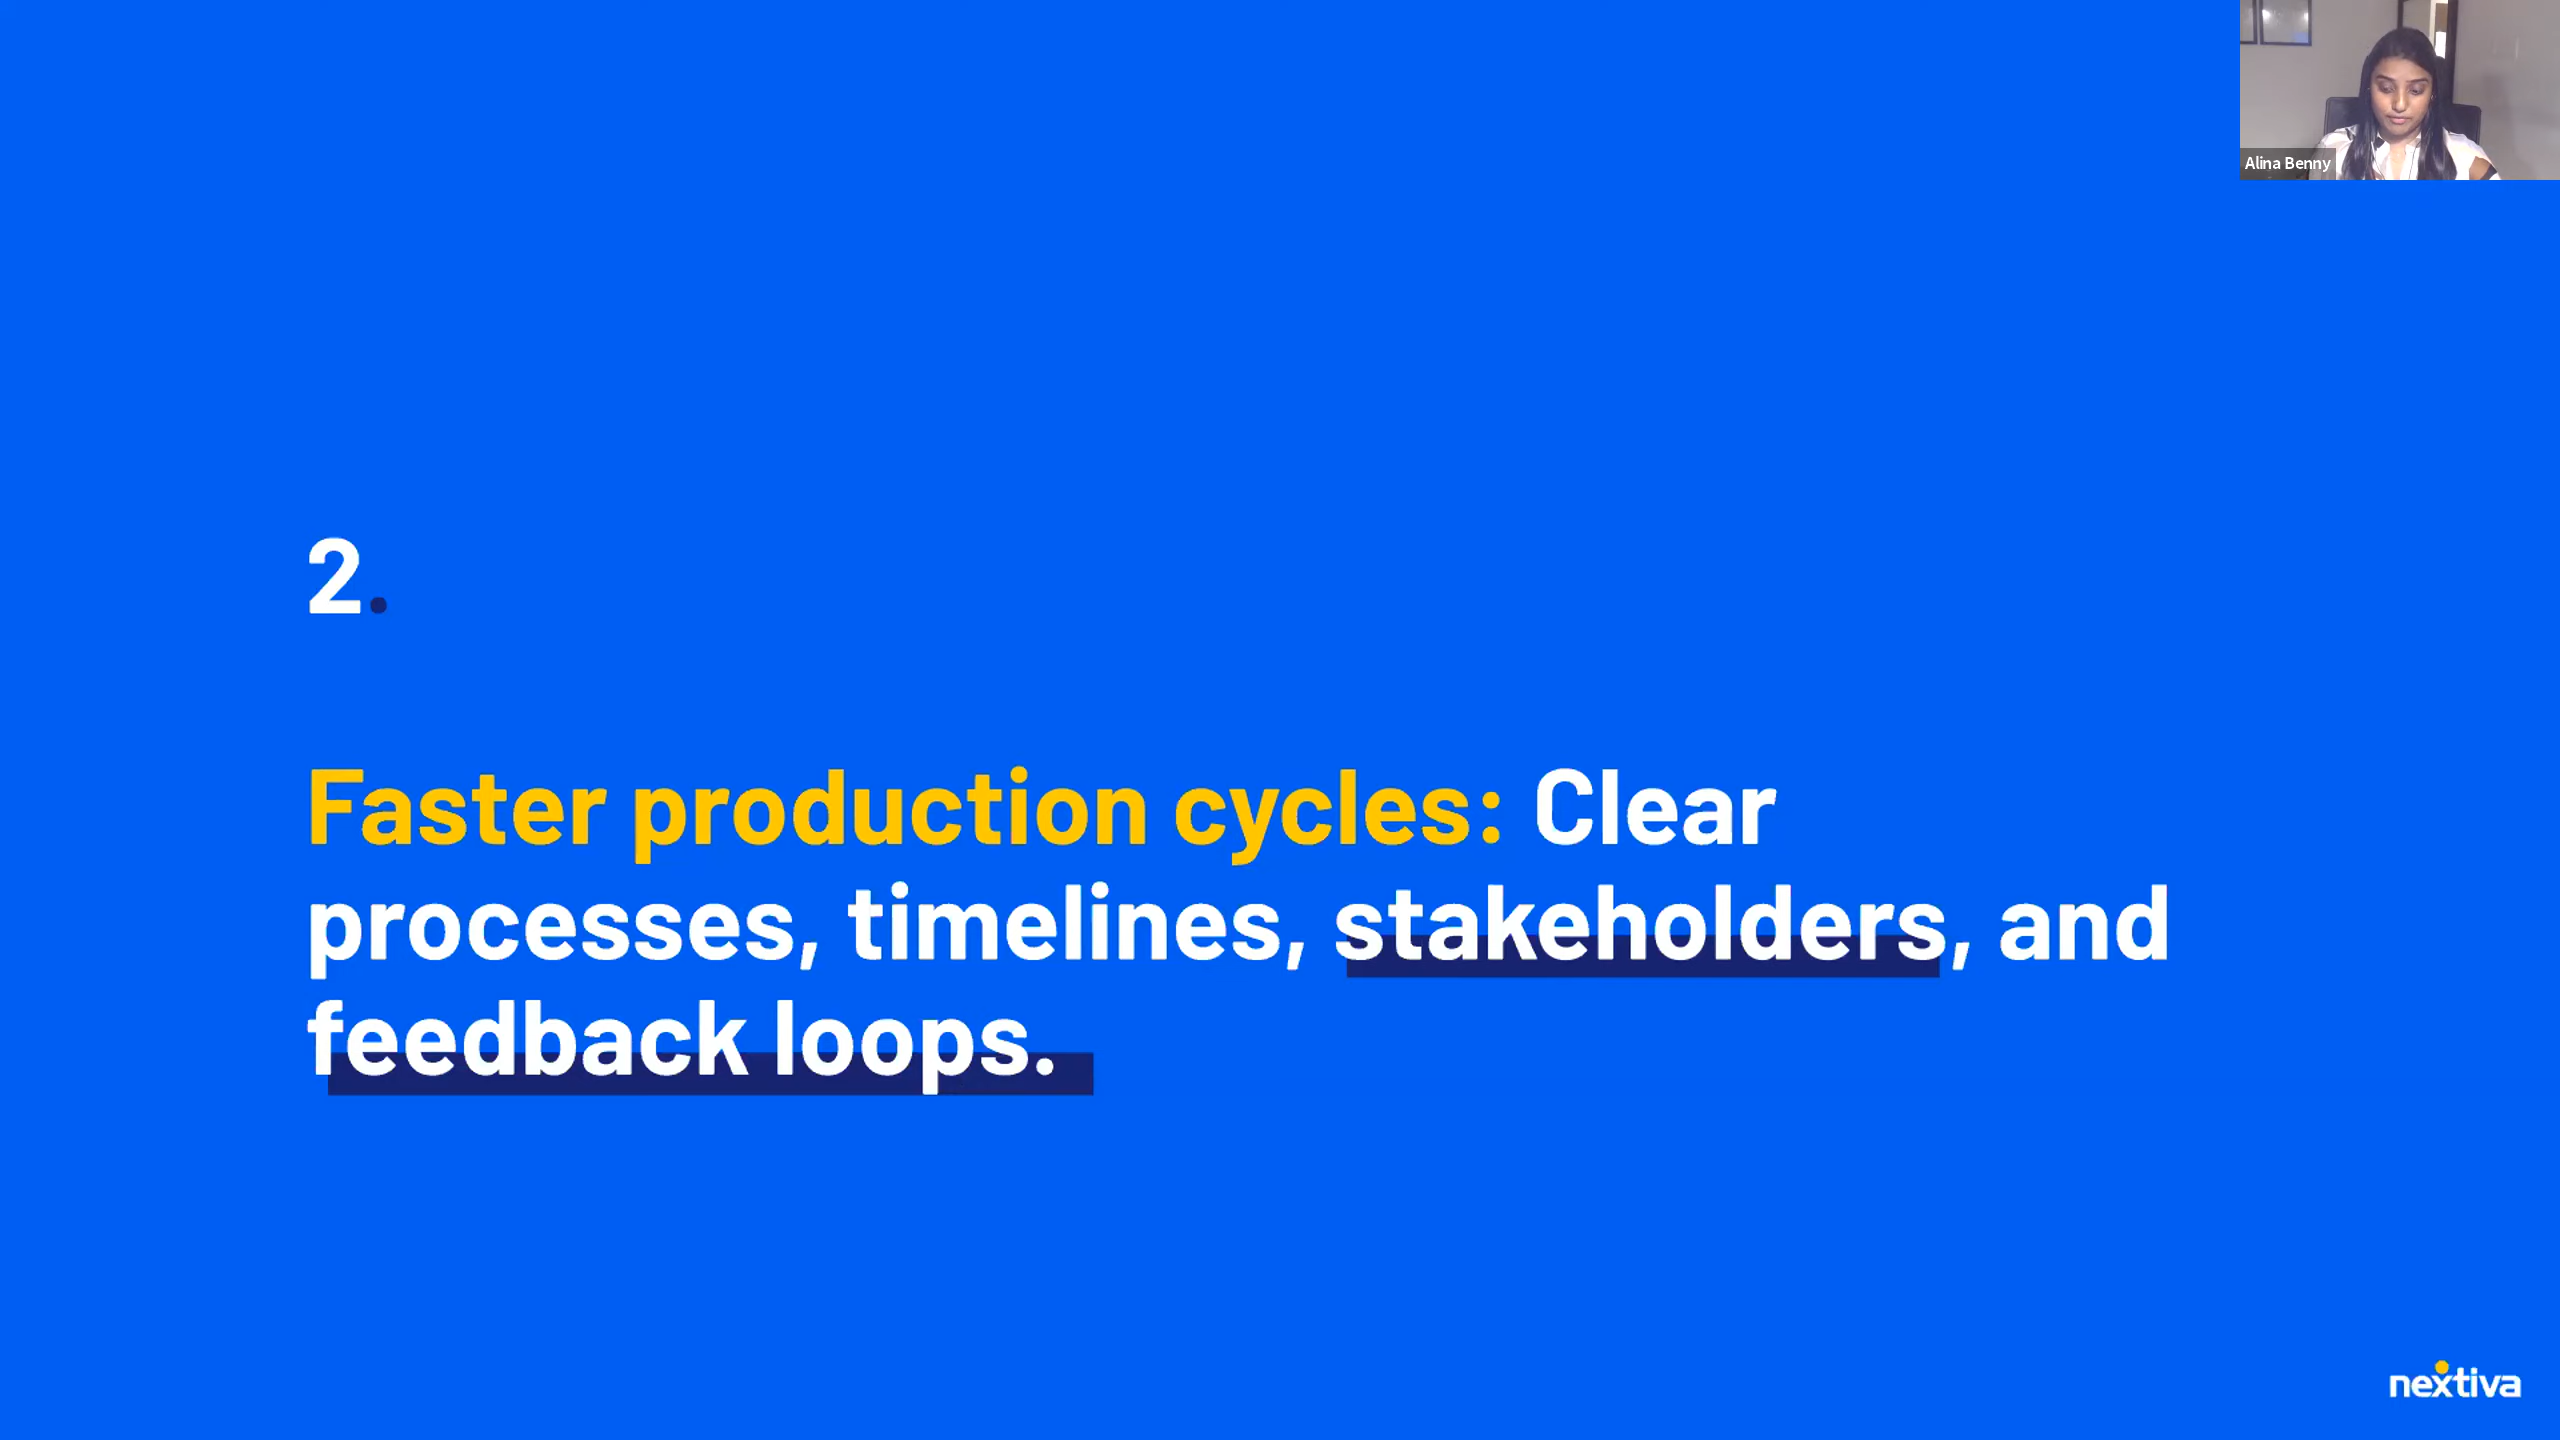 Alina Benny
2.
Faster production cycles: Clear
processes, timelines, stakeholders, and
feedback loops.
nextiva